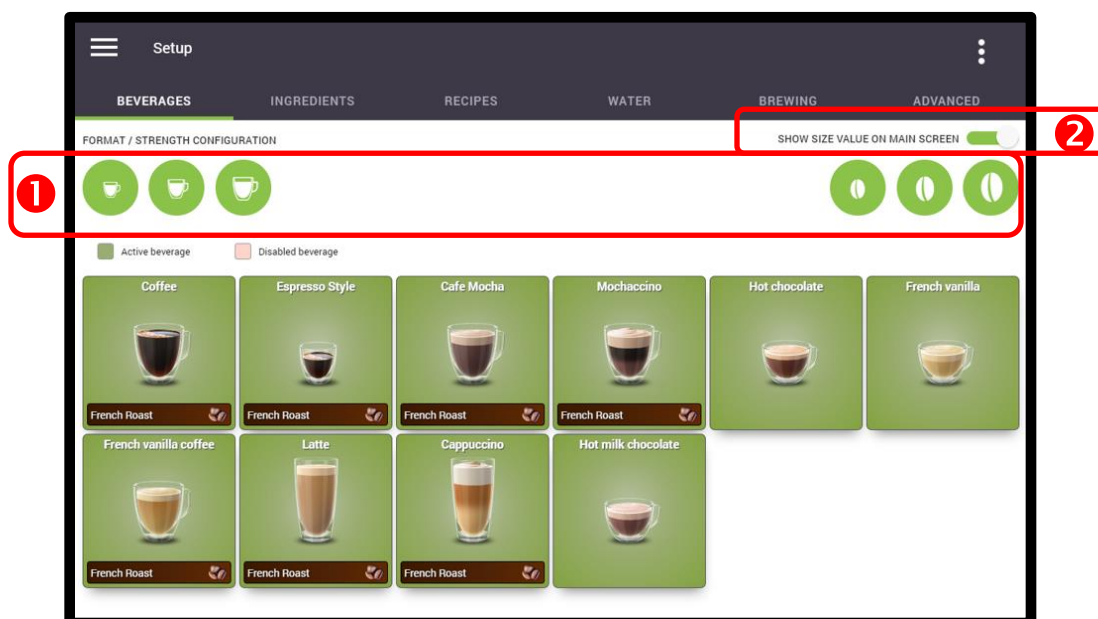 Setup
BEVERAGES INGREDIENTS RECIPES WATER BREWING ADVANCED
FORMAT / STRENGTH CONFIGURATION SHOW SIZE VALUE ON MAIN SCREEN 2
1
Active beverage Disabled beverage
Coffee Espresso Style Cafe Mocha Mochaccino Hot chocolate French vanilla
French Roast French Roast French Roast French Roast
French vanilla coffee Latte Cappuccino Hot milk chocolate
French Roast French Roast French Roast